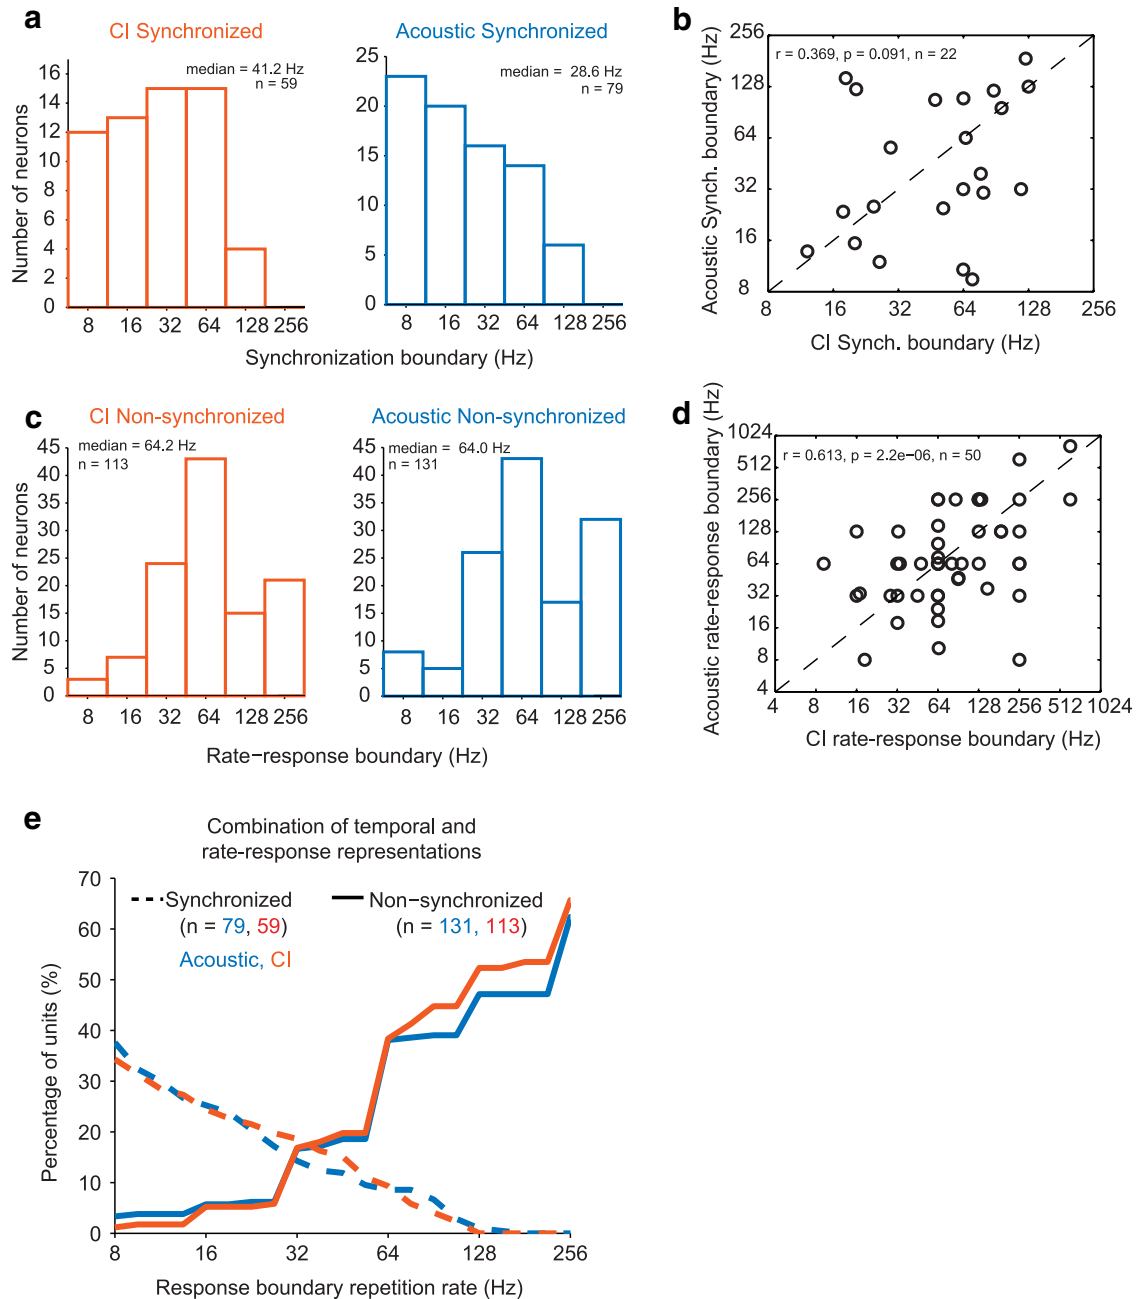 a
CI Synchronized
Acoustic Synchronized
median = 41.2 Hz
n = 59
median = 28.6 Hz
n = 79
Number of neurons
16
14
12
10
8
6
4
2
0
25
20
15
10
5
0
8 16 32 64 128 256
8 16 32 64 128 256
Synchronization boundary (Hz)
b
r = 0.369, p = 0.091, n = 22
Acoustic Synch. boundary (Hz)
256
128
64
32
16
8
8 16 32 64 128 256
CI Synch. boundary (Hz)
c
CI Non-synchronized
Acoustic Non-synchronized
median = 64.2 Hz
n = 113
median = 64.0 Hz
n = 131
Number of neurons
45
40
35
30
25
20
15
10
5
0
45
40
35
30
25
20
15
10
5
0
8 16 32 64 128 256
8 16 32 64 128 256
Rate−response boundary (Hz)
d
r = 0.613, p = 2.2e−06, n = 50
Acoustic rate-response boundary (Hz)
1024
512
256
128
64
32
16
8
4
4 8 16 32 64 128 256 512 1024
CI rate-response boundary (Hz)
e
Combination of temporal and
rate-response representations
Synchronized
(n = 79, 59)
Acoustic, CI
Non−synchronized
(n = 131, 113)
Percentage of units (%)
70
60
50
40
30
20
10
0
8 16 32 64 128 256
Response boundary repetition rate (Hz)